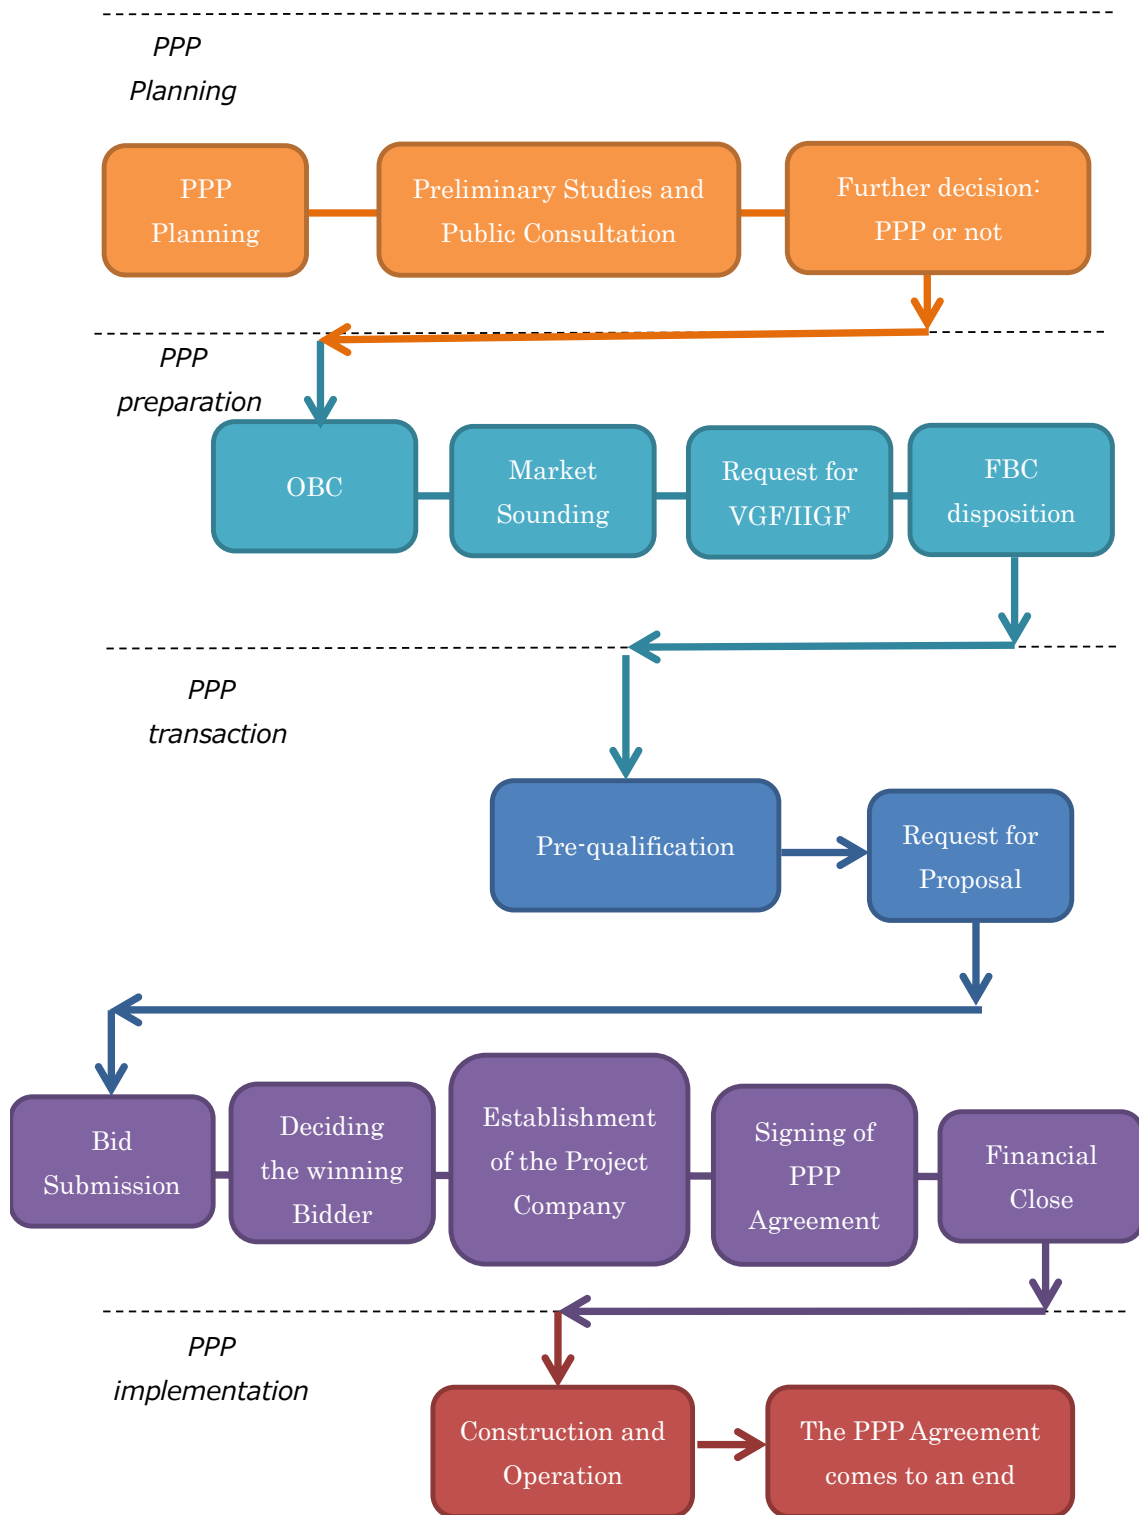 PPP
Planning
PPP
Planning
Preliminary Studies and
Public Consultation
Further decision:
PPP or not
PPP
preparation
OBC
Market
Sounding
Request for
VGF/IIGF
FBC
disposition
PPP
transaction
Pre-qualification
Request for
Proposal
Bid
Submission
Deciding
the winning
Bidder
Establishment
of the Project
Company
Signing of
PPP
Agreement
Financial
Close
PPP
implementation
Construction and
Operation
The PPP Agreement
comes to an end